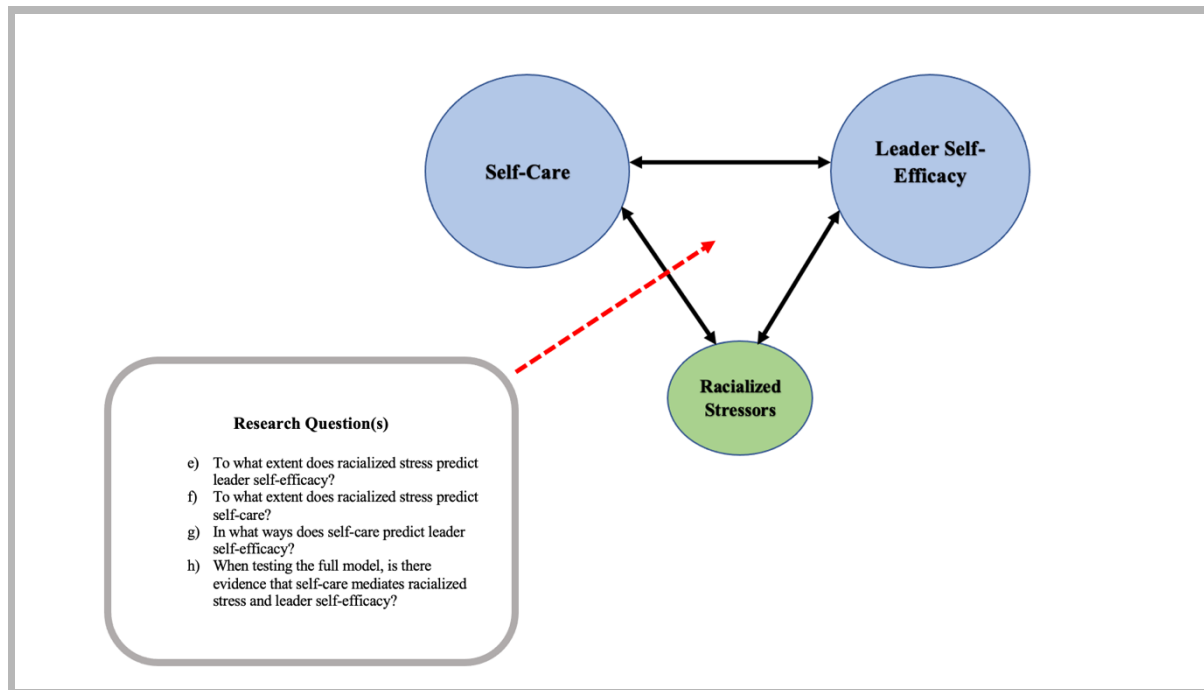 Self-Care
Leader Self-
Efficacy
Racialized
Stressors
Research Question(s)
e) To what extent does racialized stress predict
leader self-efficacy?
f) To what extent does racialized stress predict
self-care?
g) In what ways does self-care predict leader
self-efficacy?
h) When testing the full model, is there
evidence that self-care mediates racialized
stress and leader self-efficacy?